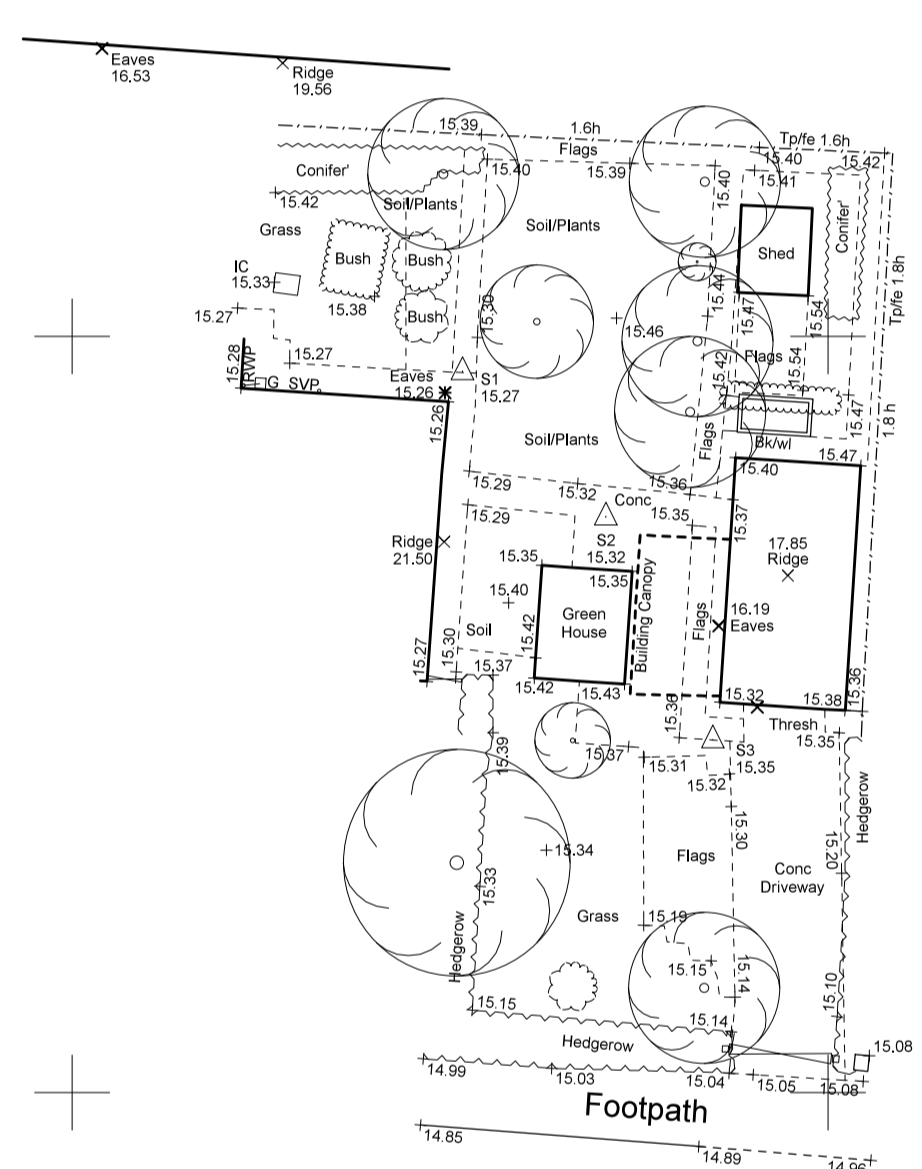 Eaves
16.53
Ridge
19.56
15.39
1.6h
Tp/fe 1.6h
Flags
15.40
15.39
15.40
15.40
15.42
15.41
Conifer'
15.42
Soil/Plants
Soil/Plants
Grass
Bush
Bush
Bush
Shed
Conifer'
Tp/fe 1.8h
IC
15.33
15.38
15.27
15.30
15.46
15.44
15.47
15.54
15.28
RWP
G
SVP
15.27
Eaves
15.26
15.26
S1
15.27
15.42
Flags
15.54
15.47
1.8 h
Soil/Plants
Flags
Bk/wl
15.47
15.40
15.29
15.32
15.36
Conc
15.35
15.37
15.29
S2
15.32
17.85
Ridge
Ridge
21.50
15.35
15.35
15.40
Green
House
Building Canopy
Flags
16.19
Eaves
15.42
Soil
15.30
15.27
15.37
15.42
15.43
15.36
15.32
15.38
15.36
Thresh
15.35
15.39
15.37
15.31
S3
15.35
15.32
Hedgerow
15.30
15.20
15.34
Flags
Conc
Driveway
15.33
Grass
15.19
Hedgerow
15.15
15.14
15.10
15.15
15.14
Hedgerow
15.08
14.99
15.03
15.04
15.05
15.08
Footpath
14.85
14.89
14.96